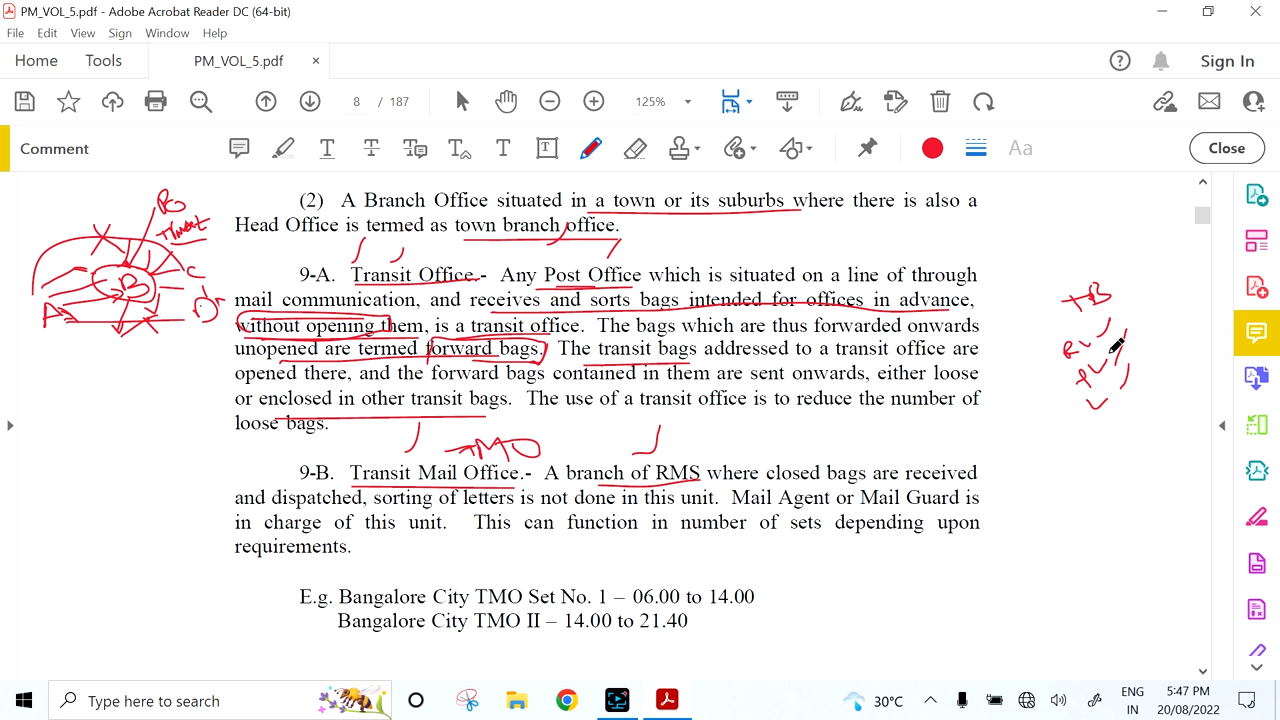 PM_VOL_5.pdf - Adobe Acrobat Reader DC (64-bit)
File Edit View Sign Window Help
Home Tools PM_VOL_5.pdf × Sign In
8 / 187 125%
Comment Close
(2) A Branch Office situated in a town or its suburbs where there is also a
Head Office is termed as town branch office.
9-A. Transit Office.- Any Post Office which is situated on a line of through
mail communication, and receives and sorts bags intended for offices in advance,
without opening them, is a transit office. The bags which are thus forwarded onwards
unopened are termed forward bags. The transit bags addressed to a transit office are
opened there, and the forward bags contained in them are sent onwards, either loose
or enclosed in other transit bags. The use of a transit office is to reduce the number of
loose bags.
B
C
A
D
TB
TMO
9-B. Transit Mail Office.- A branch of RMS where closed bags are received
and dispatched, sorting of letters is not done in this unit. Mail Agent or Mail Guard is
in charge of this unit. This can function in number of sets depending upon
requirements.
E.g. Bangalore City TMO Set No. 1 – 06.00 to 14.00
Bangalore City TMO II – 14.00 to 21.40
Type here to search 30°C ENG IN 5:47 PM 20/08/2022